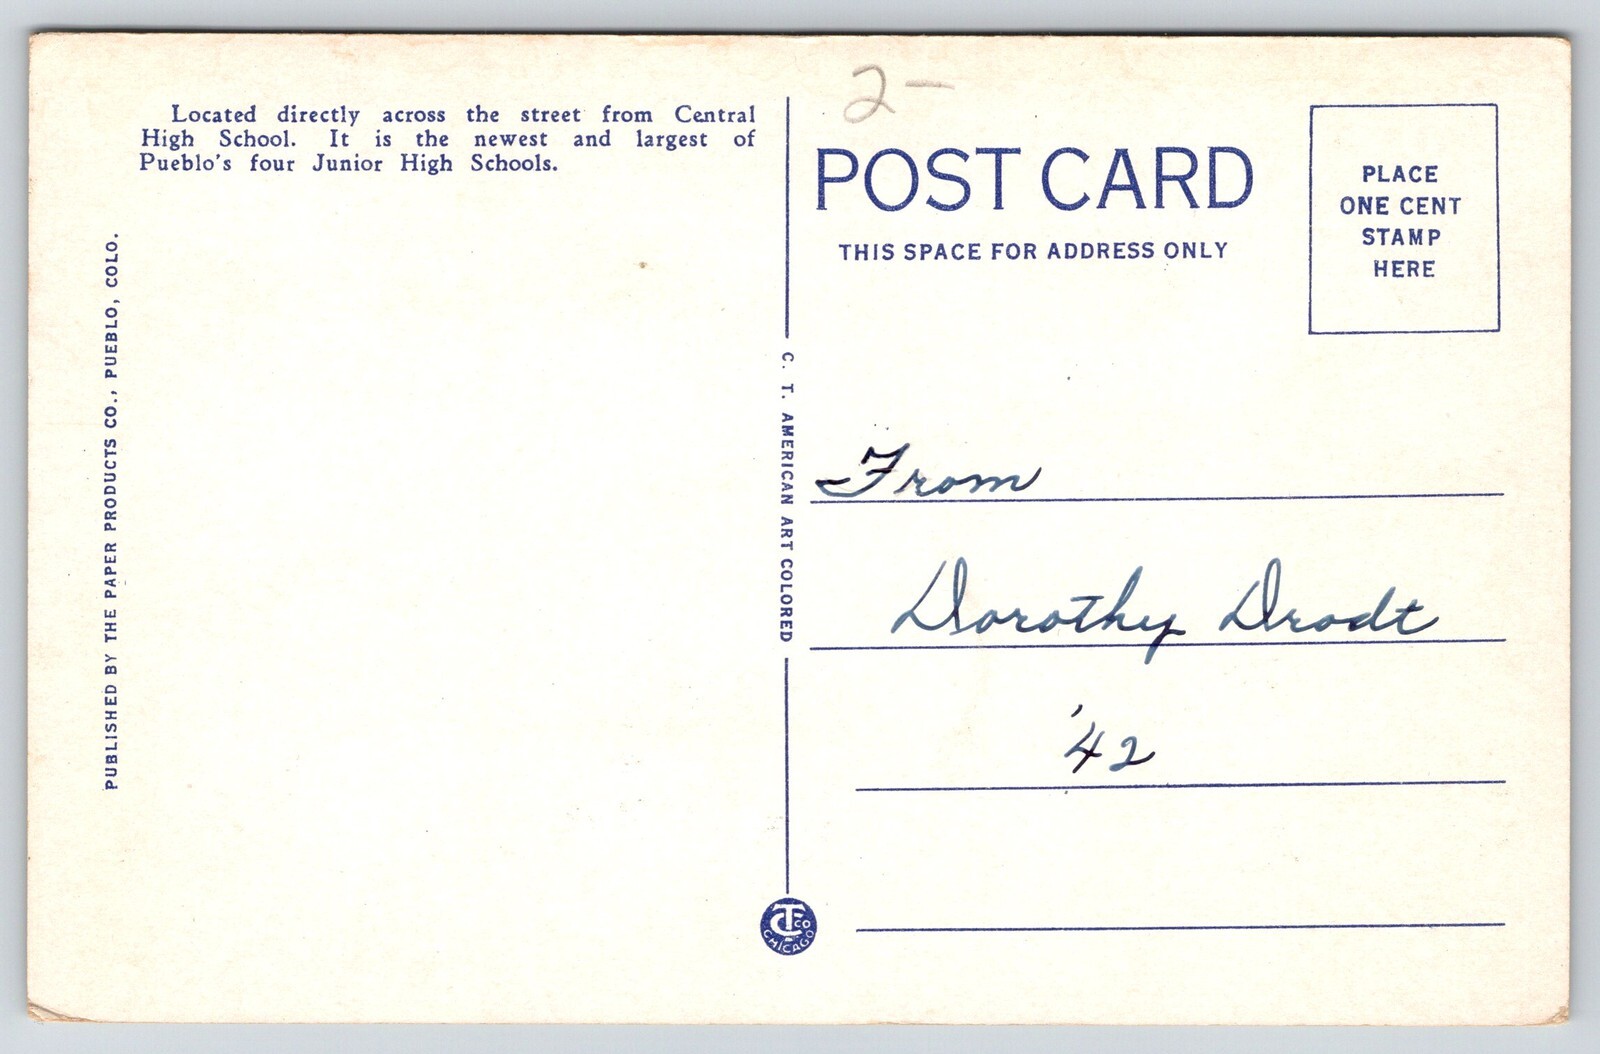 Located directly across the street from Central
High School. It is the newest and largest of
Pueblo's four Junior High Schools.
PUBLISHED BY THE PAPER PRODUCTS CO., PUEBLO, COLO.
C. T. AMERICAN ART COLORED
CT CO
CHICAGO
2-
POST CARD
THIS SPACE FOR ADDRESS ONLY
PLACE
ONE CENT
STAMP
HERE
From
Dorothy Drodt
'42